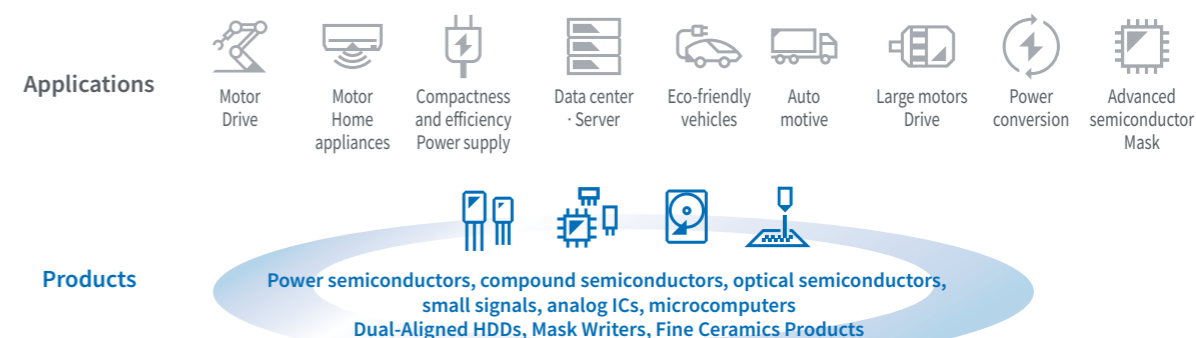 Applications
Motor
Drive
Motor
Home
appliances
Compactness
and efficiency
Power supply
Data center
· Server
Eco-friendly
vehicles
Auto
motive
Large motors
Drive
Power
conversion
Advanced
semiconductor
Mask
Products
Power semiconductors, compound semiconductors, optical semiconductors,
small signals, analog ICs, microcomputers
Dual-Aligned HDDs, Mask Writers, Fine Ceramics Products